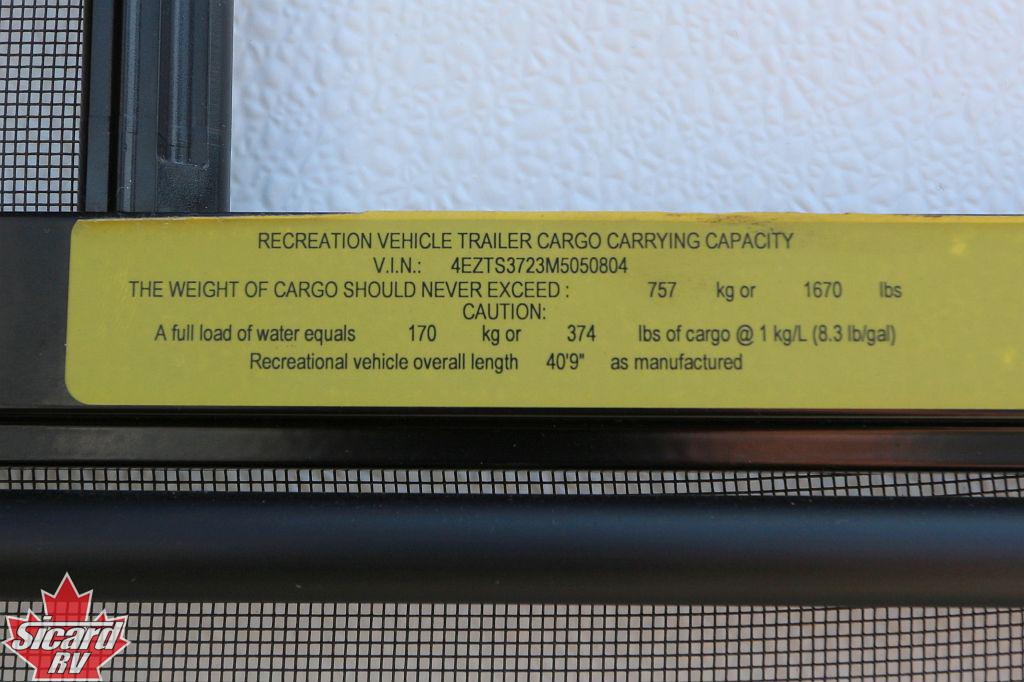 RECREATION VEHICLE TRAILER CARGO CARRYING CAPACITY
V.I.N.: 4EZTS3723M5050804
THE WEIGHT OF CARGO SHOULD NEVER EXCEED : 757 kg or 1670 lbs
CAUTION:
A full load of water equals 170 kg or 374 lbs of cargo @ 1 kg/L (8.3 lb/gal)
Recreational vehicle overall length 40'9" as manufactured
Sicard
RV